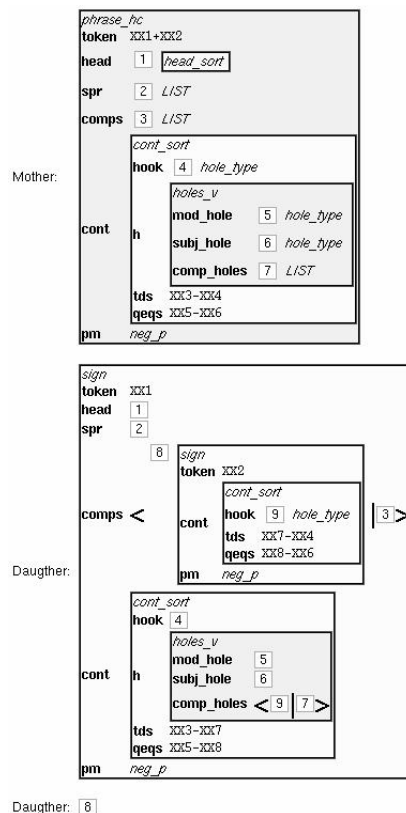 phrase_hc
token XX1+XX2
head 1 head_sort
spr 2 LIST
comps 3 LIST
cont_sort
hook 4 hole_type
holes_v
Mother:
mod_hole 5 hole_type
cont h subj_hole 6 hole_type
comp_holes 7 LIST
tds XX3-XX4
qeqs XX5-XX6
pm neg_p
sign
token XX1
head 1
spr 2
8 sign
token XX2
cont_sort
comps < cont hook 9 hole_type | 3 >
tds XX7-XX4
qeqs XX8-XX6
Daugther: pm neg_p
cont_sort
hook 4
holes_v
mod_hole 5
cont h subj_hole 6
comp_holes < 9 | 7 >
tds XX3-XX7
qeqs XX5-XX8
pm neg_p
Daugther: 8